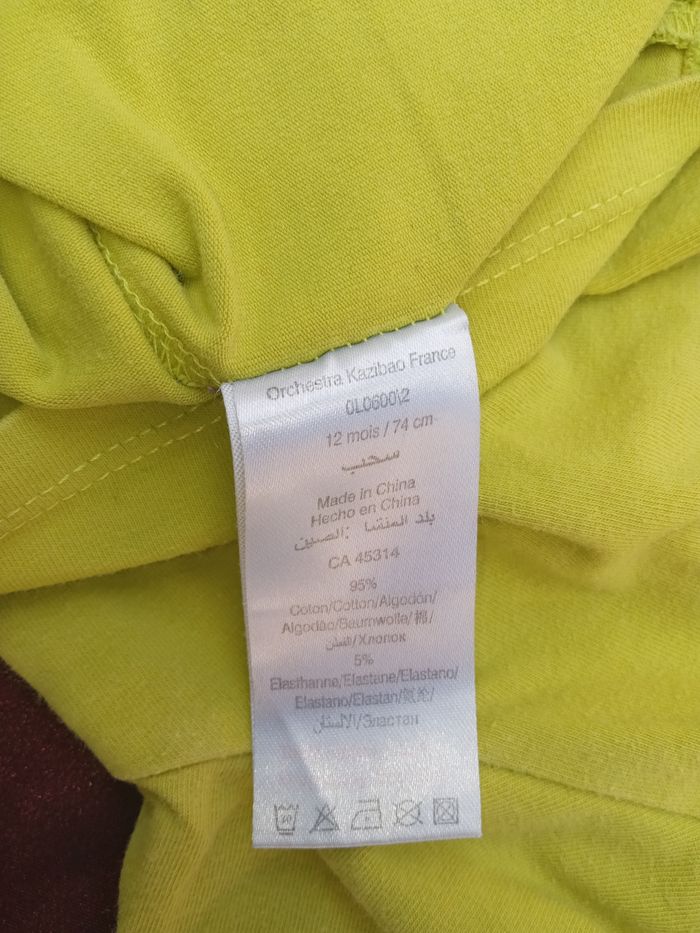 Orchestra Kazibao France
0L0600\2
12 mois / 74 cm
Made in China
Hecho en China
بلد المنشأ :الصين
CA 45314
95%
Coton/Cotton/Algodón/
Algodão/Baumwolle/棉/
/Хлопок
5%
Elasthanne/Elastane/Elastano/
Elastano/Elastan/氨纶/
/Эластан